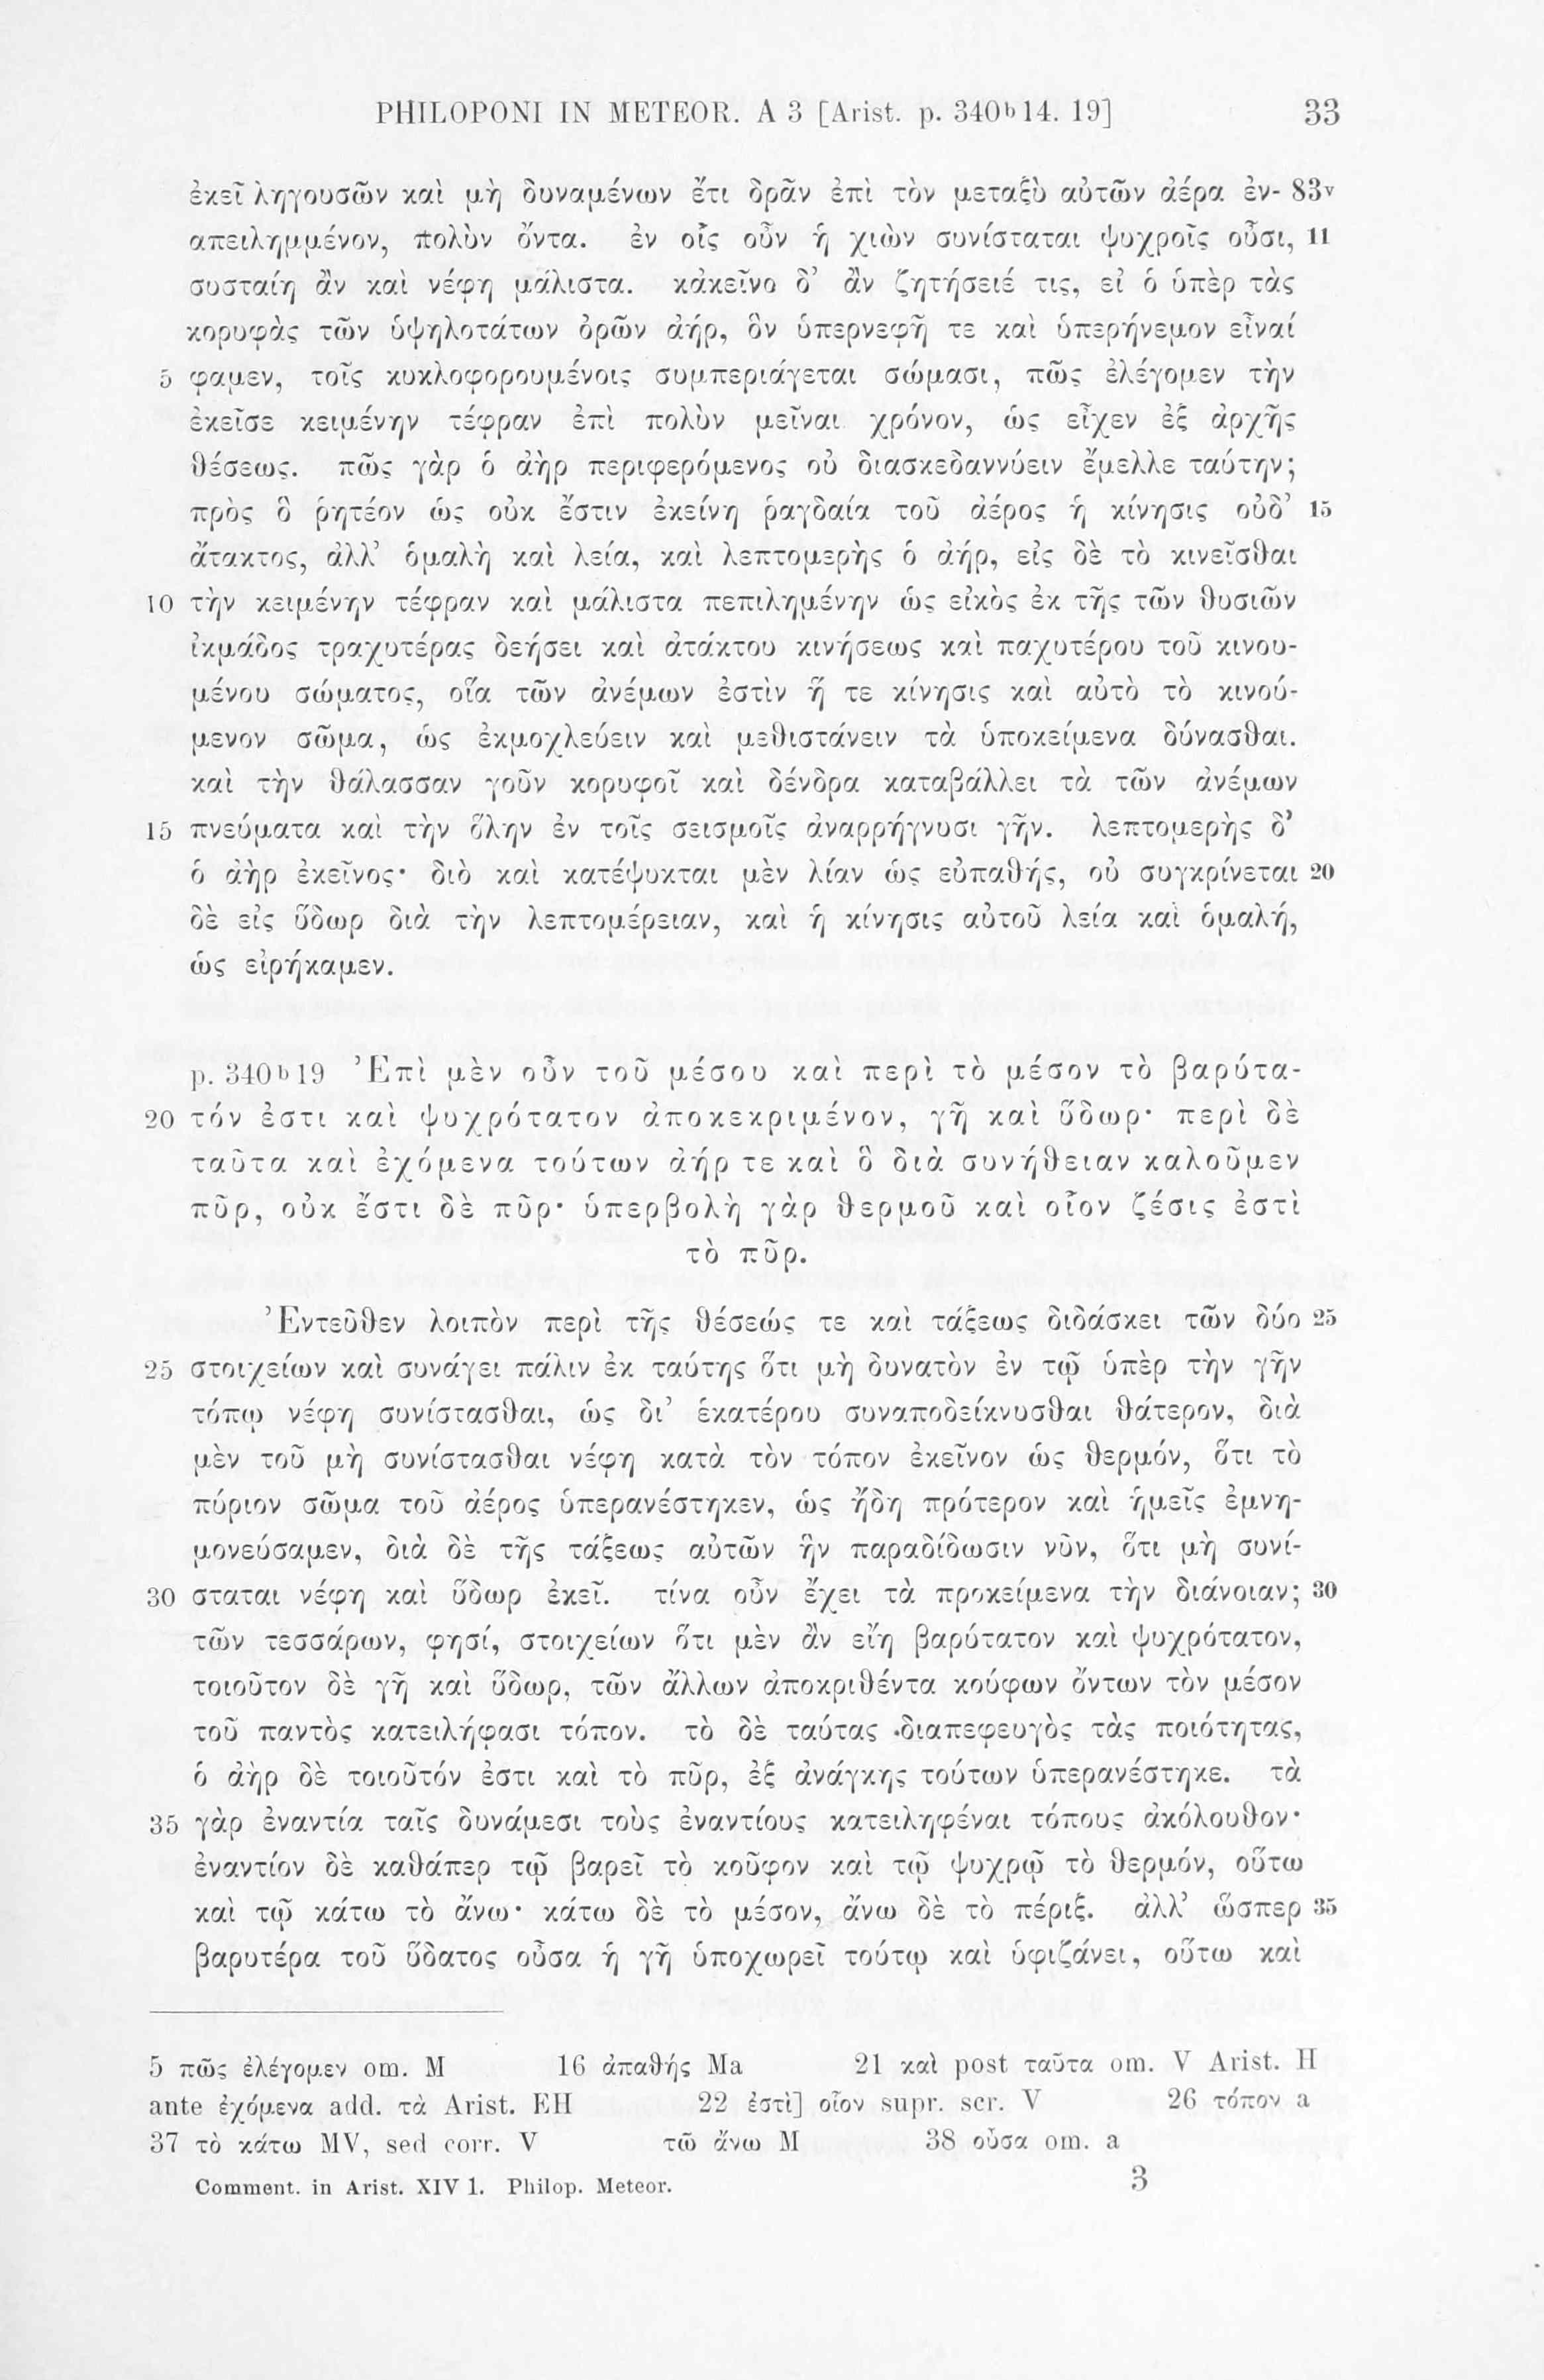 PHILOPONI IN METEOR. A 3 [Arist. p. 340ᵇ14. 19] 33
ἐκεῖ ληγουσῶν καὶ μὴ δυναμένων ἔτι δρᾶν ἐπὶ τὸν μεταξὺ αὐτῶν ἀέρα ἐν- 83ᵛ
απειλημμένον, πολὺν ὄντα. ἐν οἷς οὖν ἡ χιὼν συνίσταται ψυχροῖς οὖσι, 11
συσταίη ἂν καὶ νέφη μάλιστα. κἀκεῖνο δ’ ἂν ζητήσειέ τις, εἰ ὁ ὑπὲρ τὰς
κορυφὰς τῶν ὑψηλοτάτων ὀρῶν ἀήρ, ὃν ὑπερνεφῆ τε καὶ ὑπερήνεμον εἶναί
5 φαμεν, τοῖς κυκλοφορουμένοις συμπεριάγεται σώμασι, πῶς ἐλέγομεν τὴν
ἐκεῖσε κειμένην τέφραν ἐπὶ πολὺν μεῖναι χρόνον, ὡς εἶχεν ἐξ ἀρχῆς
θέσεως. πῶς γὰρ ὁ ἀὴρ περιφερόμενος οὐ διασκεδαννύειν ἔμελλε ταύτην;
πρὸς ὃ ῥητέον ὡς οὐκ ἔστιν ἐκείνη ῥαγδαία τοῦ ἀέρος ἡ κίνησις οὐδ’ 15
ἄτακτος, ἀλλ’ ὁμαλὴ καὶ λεία, καὶ λεπτομερὴς ὁ ἀήρ, εἰς δὲ τὸ κινεῖσθαι
10 τὴν κειμένην τέφραν καὶ μάλιστα πεπιλημένην ὡς εἰκὸς ἐκ τῆς τῶν θυσιῶν
ἰκμάδος τραχυτέρας δεήσει καὶ ἀτάκτου κινήσεως καὶ παχυτέρου τοῦ κινου-
μένου σώματος, οἵα τῶν ἀνέμων ἐστὶν ἥ τε κίνησις καὶ αὐτὸ τὸ κινού-
μενον σῶμα, ὡς ἐκμοχλεύειν καὶ μεθιστάνειν τὰ ὑποκείμενα δύνασθαι.
καὶ τὴν θάλασσαν γοῦν κορυφοῖ καὶ δένδρα καταβάλλει τὰ τῶν ἀνέμων
15 πνεύματα καὶ τὴν ὅλην ἐν τοῖς σεισμοῖς ἀναρρήγνυσι γῆν. λεπτομερὴς δ’
ὁ ἀὴρ ἐκεῖνος· διὸ καὶ κατέψυκται μὲν λίαν ὡς εὐπαθής, οὐ συγκρίνεται 20
δὲ εἰς ὕδωρ διὰ τὴν λεπτομέρειαν, καὶ ἡ κίνησις αὐτοῦ λεία καὶ ὁμαλή,
ὡς εἰρήκαμεν.
p. 340ᵇ19 Ἐπὶ μὲν οὖν τοῦ μέσου καὶ περὶ τὸ μέσον τὸ βαρύτα-
20 τόν ἐστι καὶ ψυχρότατον ἀποκεκριμένον, γῆ καὶ ὕδωρ· περὶ δὲ
ταῦτα καὶ ἐχόμενα τούτων ἀήρ τε καὶ ὃ διὰ συνήθειαν καλοῦμεν
πῦρ, οὐκ ἔστι δὲ πῦρ· ὑπερβολὴ γὰρ θερμοῦ καὶ οἷον ζέσις ἐστὶ
τὸ πῦρ.
Ἐντεῦθεν λοιπὸν περὶ τῆς θέσεώς τε καὶ τάξεως διδάσκει τῶν δύο 25
25 στοιχείων καὶ συνάγει πάλιν ἐκ ταύτης ὅτι μὴ δυνατὸν ἐν τῷ ὑπὲρ τὴν γῆν
τόπῳ νέφη συνίστασθαι, ὡς δι’ ἑκατέρου συναποδείκνυσθαι θάτερον, διὰ
μὲν τοῦ μὴ συνίστασθαι νέφη κατὰ τὸν τόπον ἐκεῖνον ὡς θερμόν, ὅτι τὸ
πύριον σῶμα τοῦ ἀέρος ὑπερανέστηκεν, ὡς ἤδη πρότερον καὶ ἡμεῖς ἐμνη-
μονεύσαμεν, διὰ δὲ τῆς τάξεως αὐτῶν ἣν παραδίδωσιν νῦν, ὅτι μὴ συνί-
30 σταται νέφη καὶ ὕδωρ ἐκεῖ. τίνα οὖν ἔχει τὰ προκείμενα τὴν διάνοιαν; 30
τῶν τεσσάρων, φησί, στοιχείων ὅτι μὲν ἂν εἴη βαρύτατον καὶ ψυχρότατον,
τοιοῦτον δὲ γῆ καὶ ὕδωρ, τῶν ἄλλων ἀποκριθέντα κούφων ὄντων τὸν μέσον
τοῦ παντὸς κατειλήφασι τόπον. τὸ δὲ ταύτας διαπεφευγὸς τὰς ποιότητας,
ὁ ἀὴρ δὲ τοιοῦτόν ἐστι καὶ τὸ πῦρ, ἐξ ἀνάγκης τούτων ὑπερανέστηκε. τὰ
35 γὰρ ἐναντία ταῖς δυνάμεσι τοὺς ἐναντίους κατειληφέναι τόπους ἀκόλουθον·
ἐναντίον δὲ καθάπερ τῷ βαρεῖ τὸ κοῦφον καὶ τῷ ψυχρῷ τὸ θερμόν, οὕτω
καὶ τῷ κάτω τὸ ἄνω· κάτω δὲ τὸ μέσον, ἄνω δὲ τὸ πέριξ. ἀλλ’ ὥσπερ 35
βαρυτέρα τοῦ ὕδατος οὖσα ἡ γῆ ὑποχωρεῖ τούτῳ καὶ ὑφιζάνει, οὕτω καὶ
5 πῶς ἐλέγομεν om. M 16 ἀπαθής Ma 21 καὶ post ταῦτα om. V Arist. H
ante ἐχόμενα add. τὰ Arist. EH 22 ἐστὶ] οἷον supr. scr. V 26 τόπον a
37 τὸ κάτω MV, sed corr. V τῶ ἄνω M 38 οὖσα om. a
Comment. in Arist. XIV 1. Philop. Meteor. 3